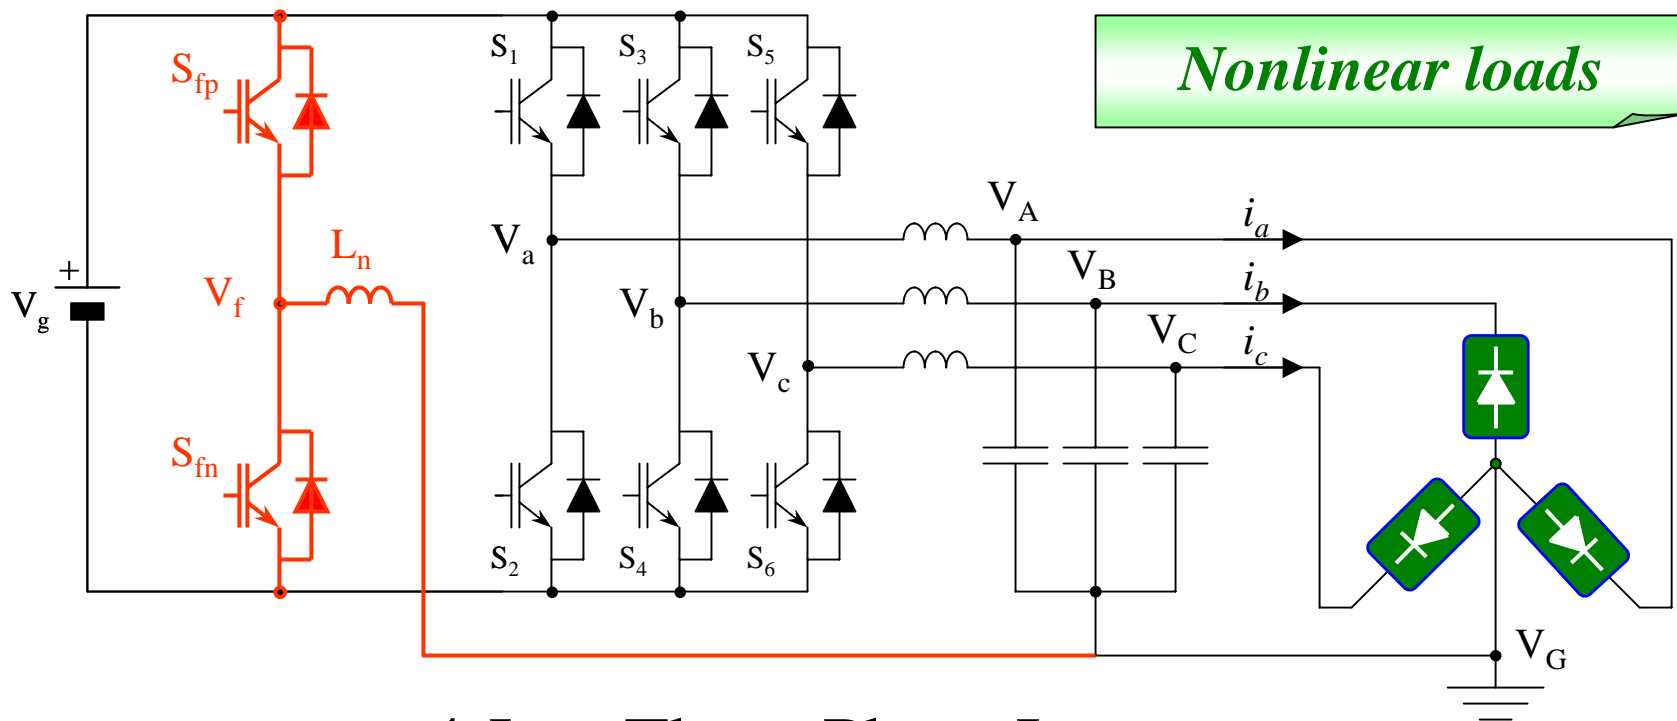 Nonlinear loads
S1
S3
S5
Sfp
VA
ia
Va
Ln
VB
+
Vf
ib
Vg
Vb
VC
ic
Vc
Sfn
S2
S4
S6
VG